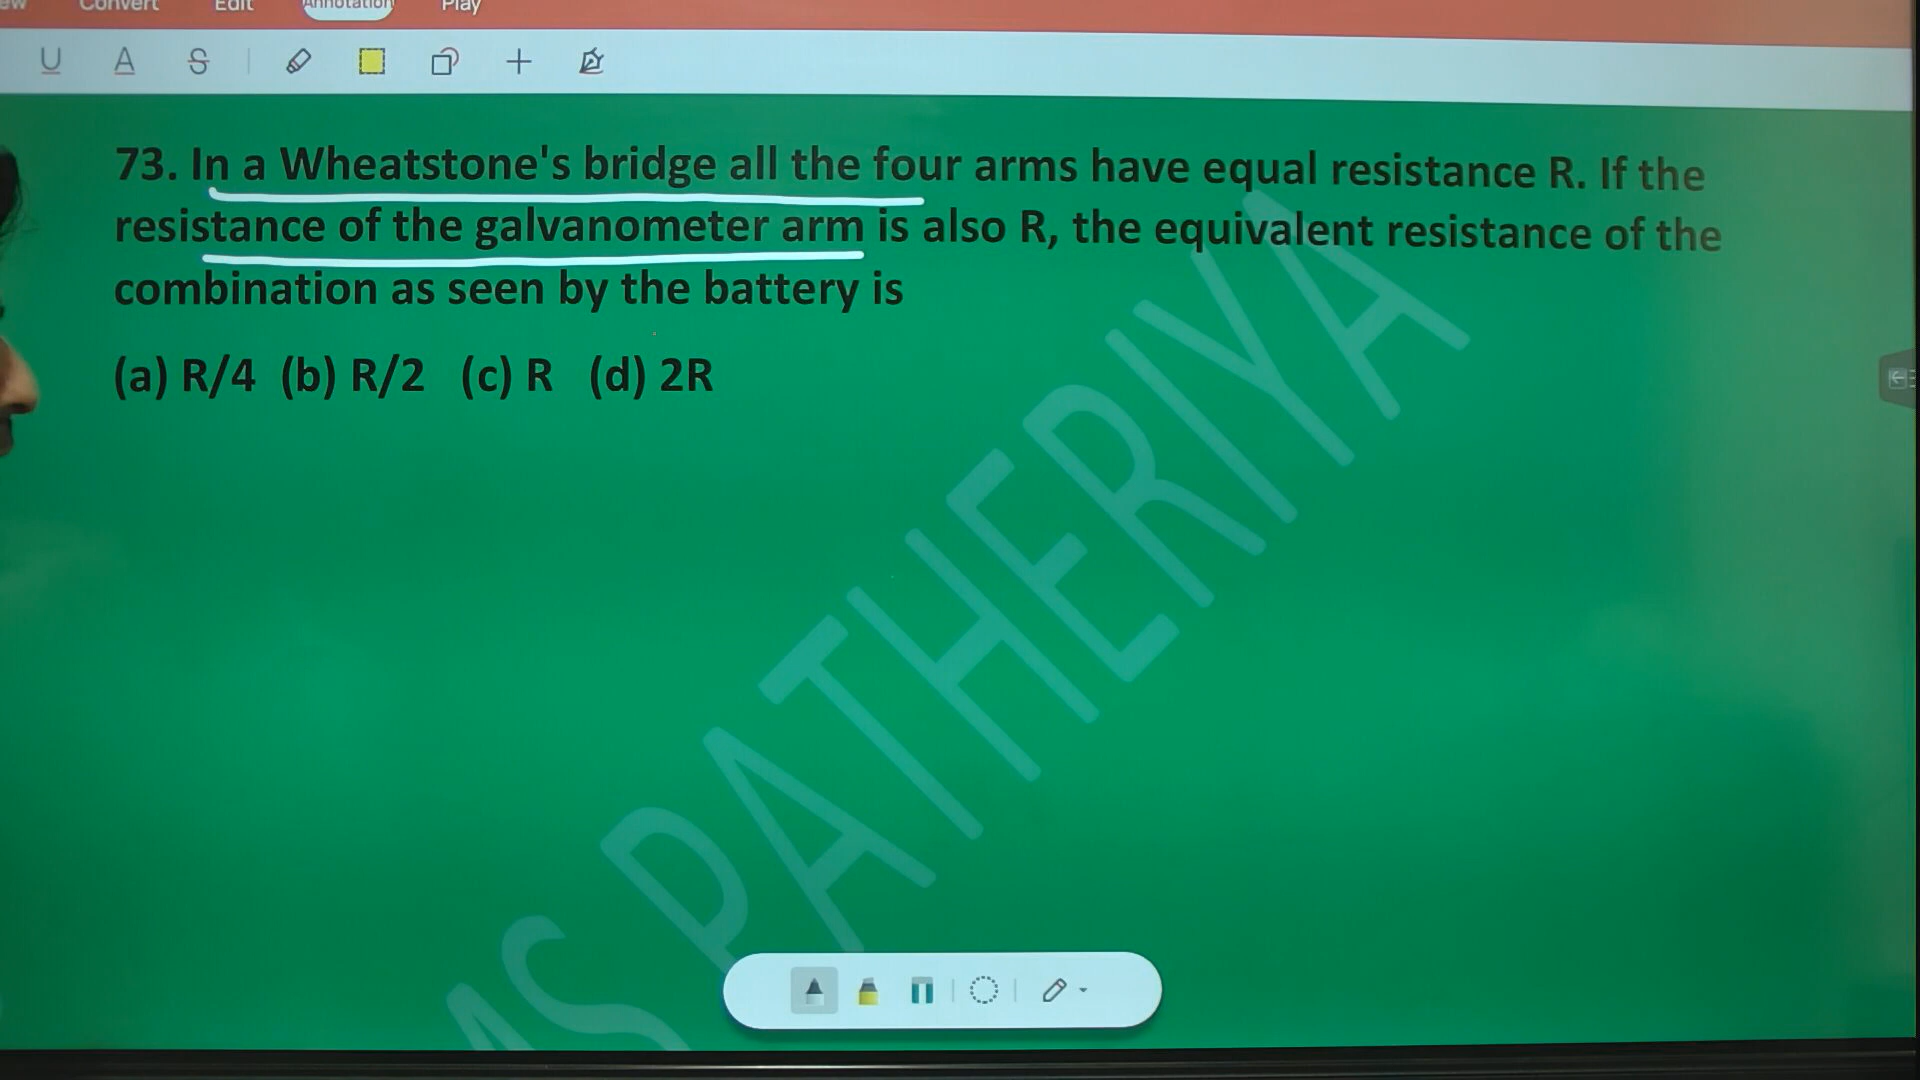 Convert Edit Annotation Play
U A S
73. In a Wheatstone's bridge all the four arms have equal resistance R. If the
resistance of the galvanometer arm is also R, the equivalent resistance of the
combination as seen by the battery is
(a) R/4 (b) R/2 (c) R (d) 2R
PATHERIYA